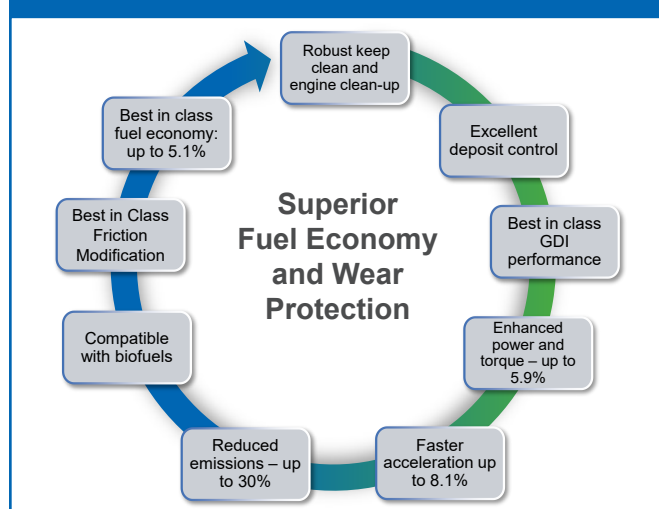 Robust keep
clean and
engine clean-up
Excellent
deposit control
Best in class
GDI
performance
Enhanced
power and
torque – up to
5.9%
Faster
acceleration up
to 8.1%
Reduced
emissions – up
to 30%
Compatible
with biofuels
Best in Class
Friction
Modification
Best in class
fuel economy:
up to 5.1%
Superior
Fuel Economy
and Wear
Protection